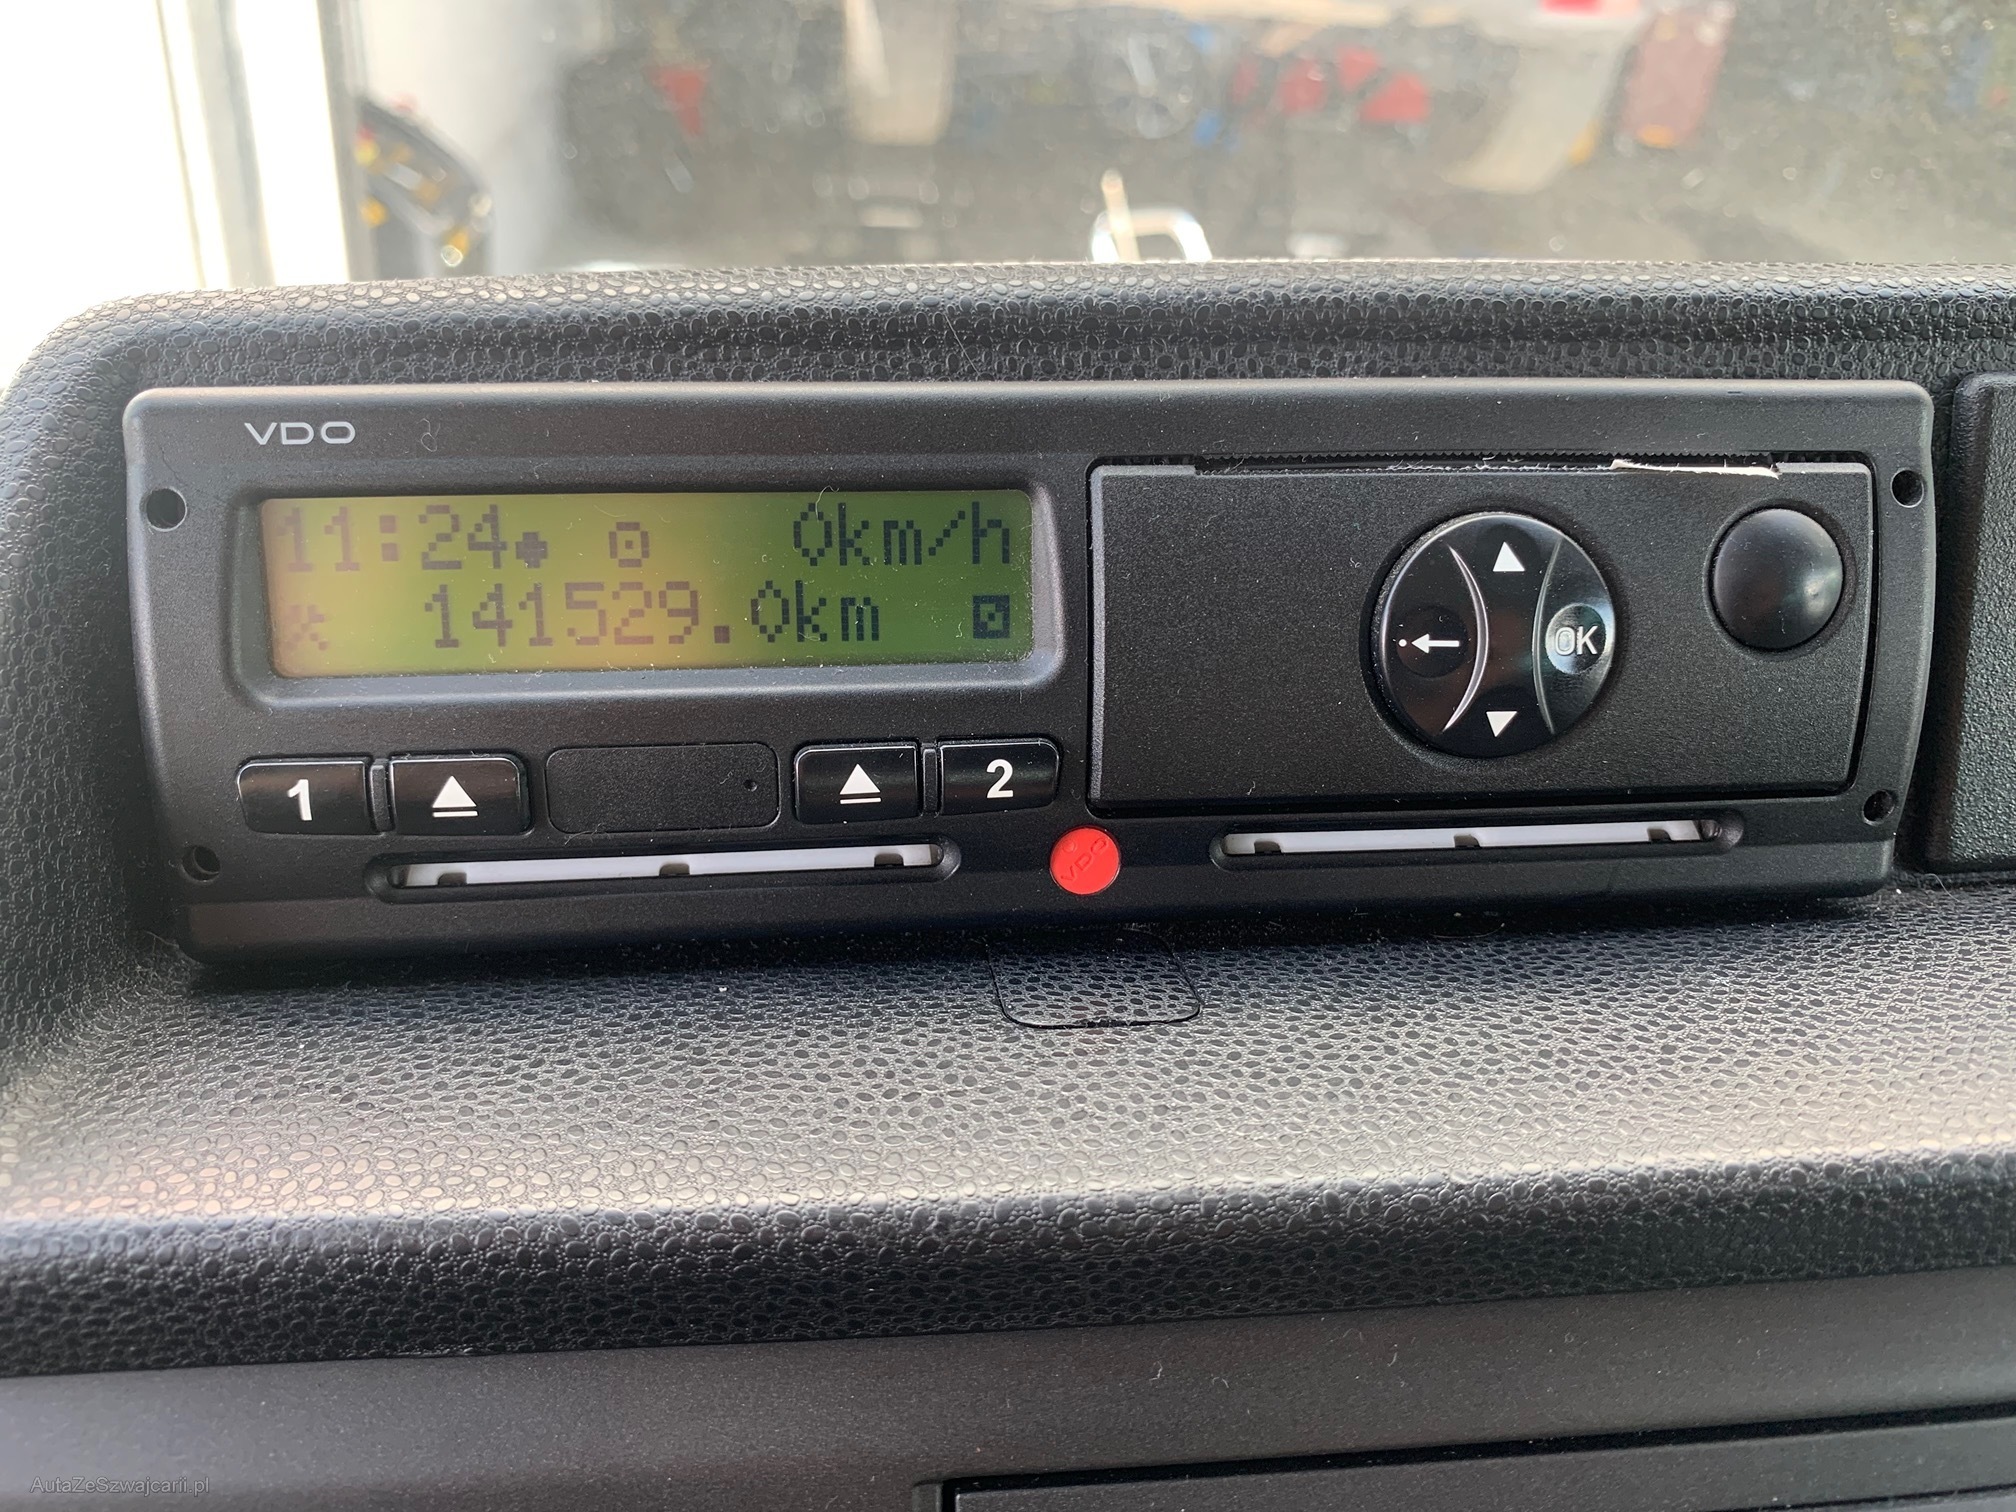 VDO
11:24 0km/h
141529.0km
OK
1 2
VDO
AutaZeSzwajcarii.pl